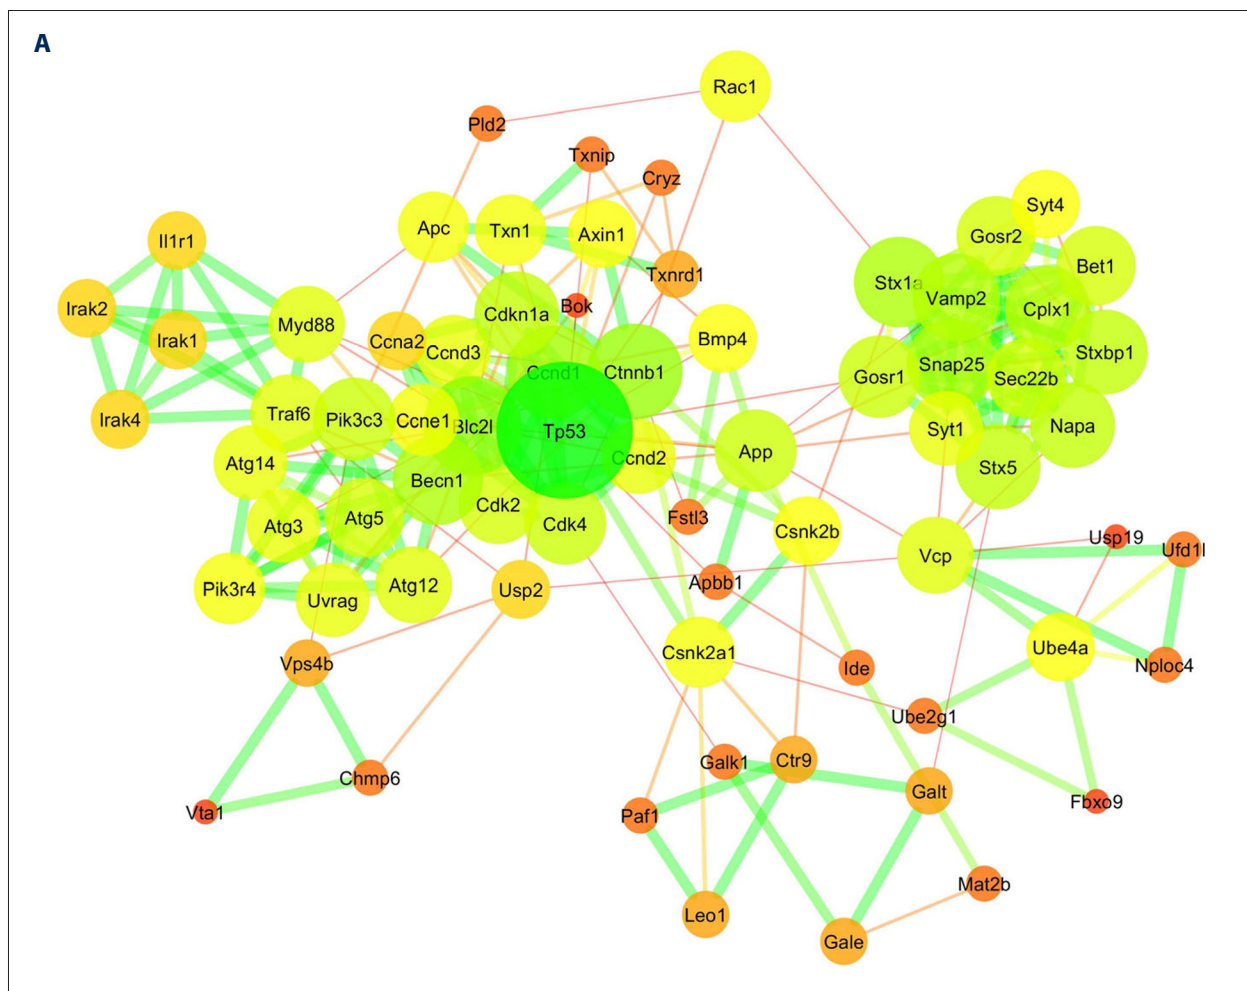 A
Rac1
Pld2
Txnip
Cryz
Syt4
Apc
Txn1
Axin1
Gosr2
Il1r1
Bet1
Txnrd1
Stx1a
Vamp2
Irak2
Bok
Cplx1
Myd88
Cdkn1a
Irak1
Ccna2
Ccnd3
Bmp4
Stxbp1
Ccnd1
Ctnnb1
Gosr1
Snap25
Sec22b
Irak4
Traf6
Pik3c3
Ccne1
Blc2l
Tp53
Syt1
Napa
Atg14
Ccnd2
App
Becn1
Stx5
Cdk2
Atg3
Atg5
Cdk4
Fstl3
Csnk2b
Usp19
Ufd1l
Vcp
Pik3r4
Uvrag
Atg12
Usp2
Apbb1
Vps4b
Csnk2a1
Ide
Ube4a
Nploc4
Ube2g1
Chmp6
Galk1
Ctr9
Galt
Fbxo9
Vta1
Paf1
Mat2b
Leo1
Gale